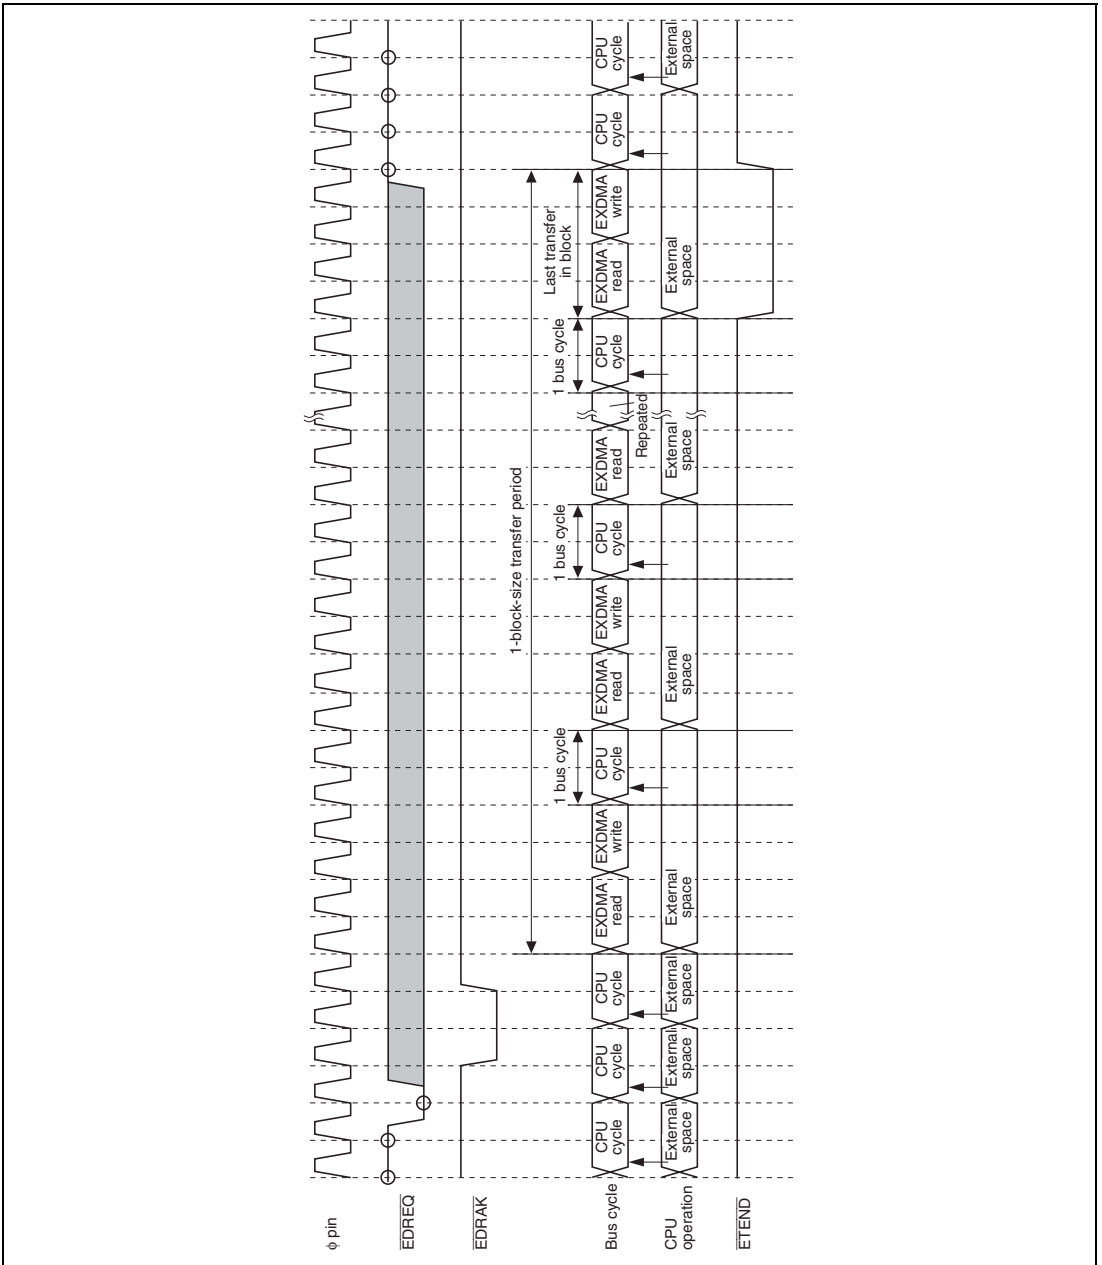 φ pin
EDREQ
EDRAK
1-block-size transfer period
1 bus cycle
1 bus cycle
1 bus cycle
Last transfer
in block
Bus cycle
CPU
cycle
CPU
cycle
CPU
cycle
EXDMA
read
EXDMA
write
CPU
cycle
EXDMA
read
EXDMA
write
CPU
cycle
EXDMA
read
Repeated
CPU
cycle
EXDMA
read
EXDMA
write
CPU
cycle
CPU
cycle
CPU
operation
External
space
External
space
External
space
External
space
External
space
External
space
External
space
External
space
ETEND